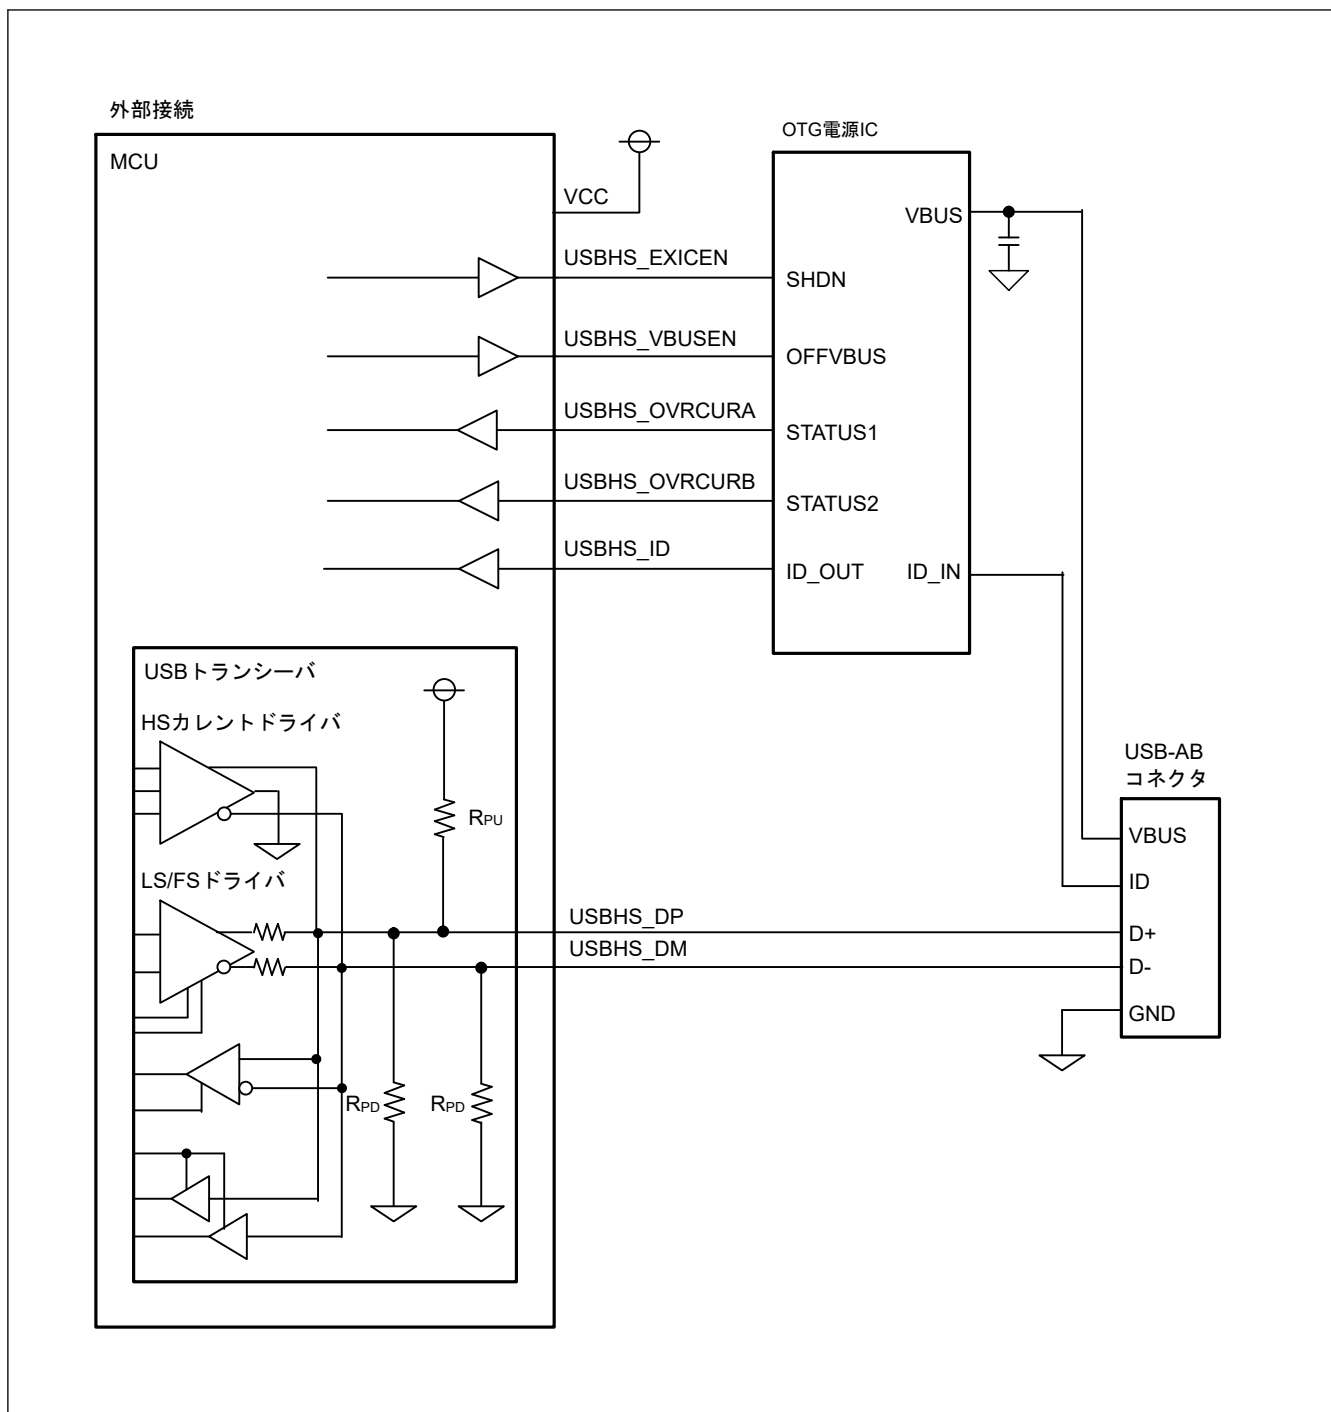 外部接続
MCU
VCC
USBHS_EXICEN
USBHS_VBUSEN
USBHS_OVRCURA
USBHS_OVRCURB
USBHS_ID
OTG電源IC
VBUS
SHDN
OFFVBUS
STATUS1
STATUS2
ID_OUT
ID_IN
USBトランシーバ
HSカレントドライバ
RPU
LS/FSドライバ
USBHS_DP
USBHS_DM
RPD
RPD
USB-AB
コネクタ
VBUS
ID
D+
D-
GND